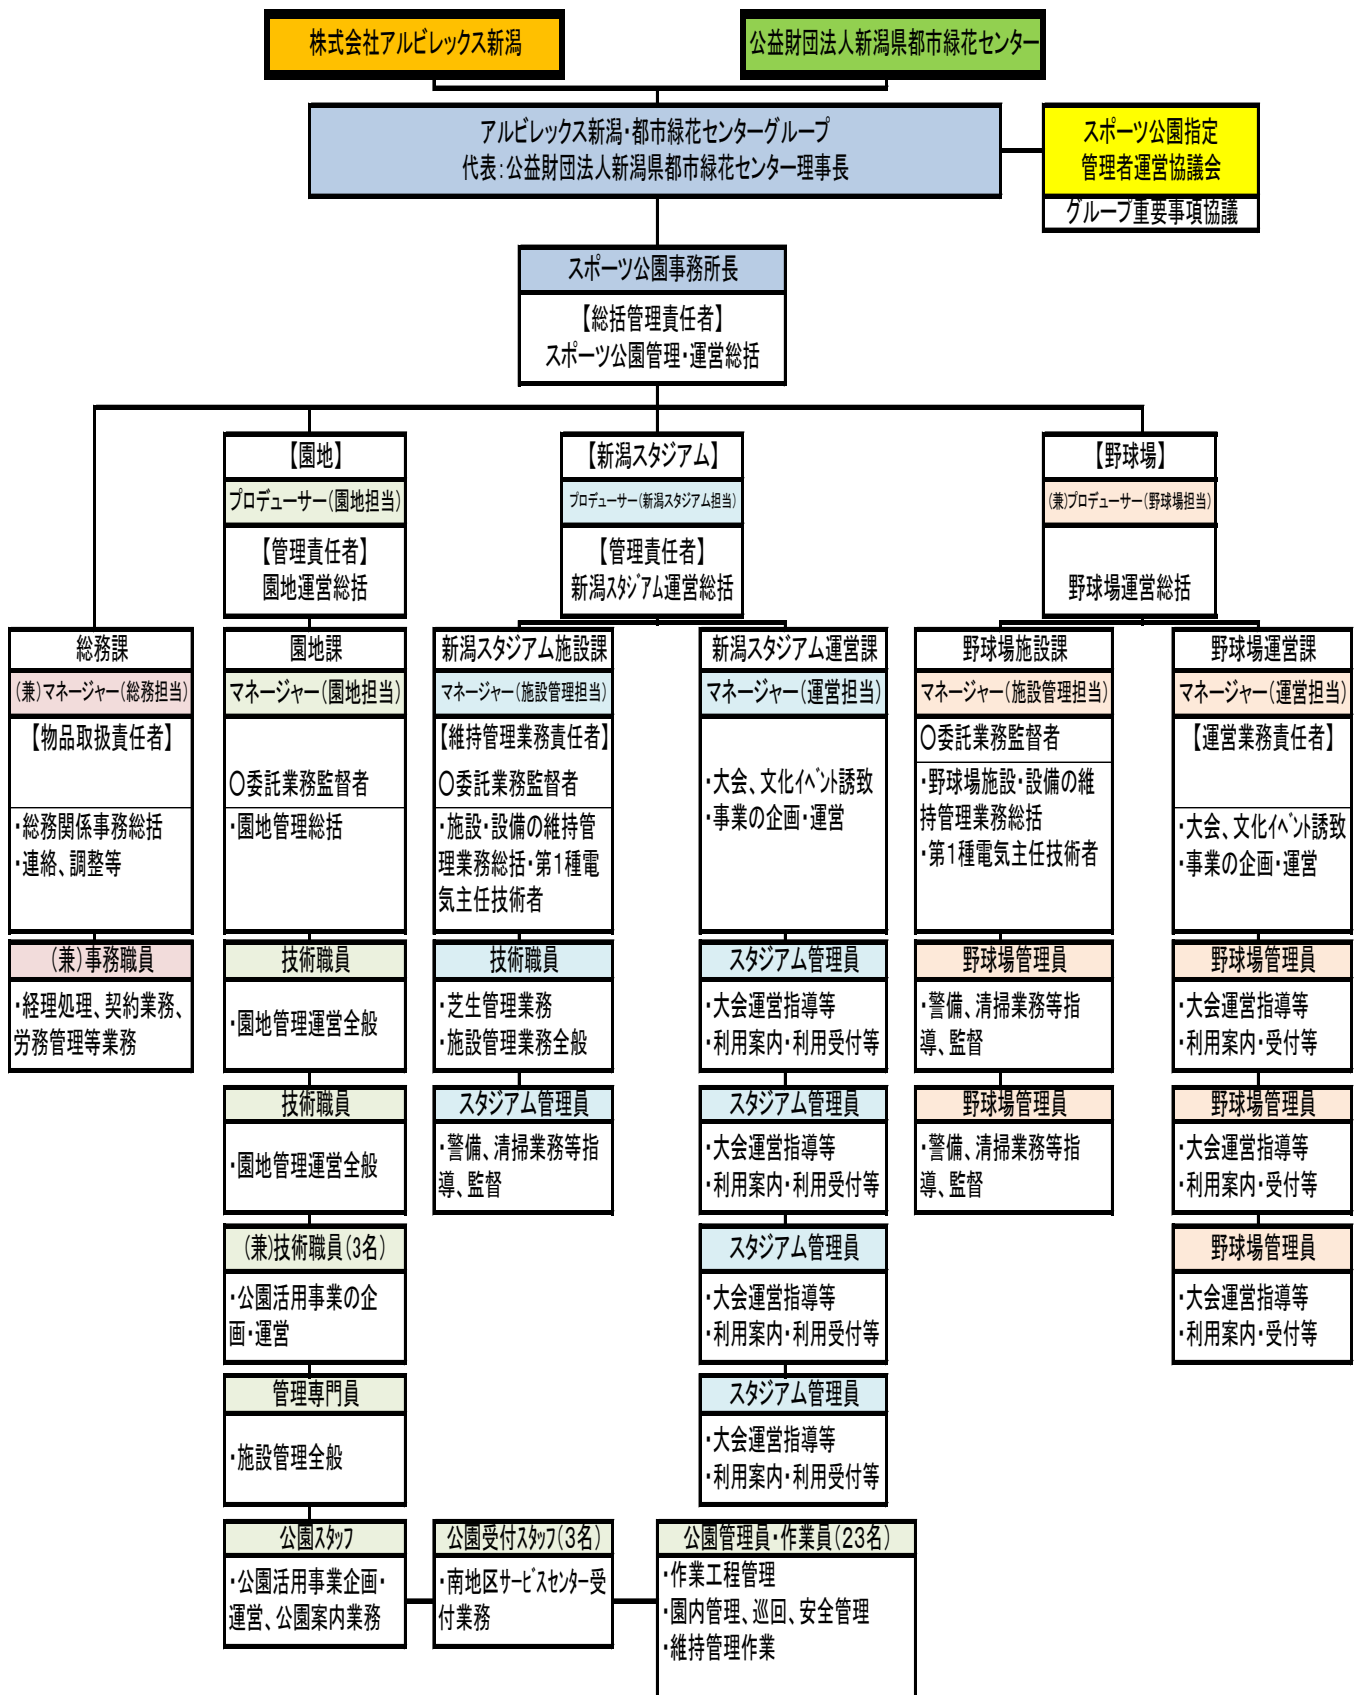 株式会社アルビレックス新潟
公益財団法人新潟県都市緑花センター
アルビレックス新潟・都市緑花センターグループ
代表：公益財団法人新潟県都市緑花センター理事長
スポーツ公園指定
管理者運営協議会
グループ重要事項協議
スポーツ公園事務所長
【総括管理責任者】
スポーツ公園管理・運営総括
【園地】
プロデューサー（園地担当）
【管理責任者】
園地運営総括
【新潟スタジアム】
プロデューサー（新潟スタジアム担当）
【管理責任者】
新潟スタジアム運営総括
【野球場】
（兼）プロデューサー（野球場担当）
野球場運営総括
総務課
（兼）マネージャー（総務担当）
【物品取扱責任者】
・総務関係事務総括
・連絡、調整等
（兼）事務職員
・経理処理、契約業務、
労務管理等業務
園地課
マネージャー（園地担当）
〇委託業務監督者
・園地管理総括
技術職員
・園地管理運営全般
技術職員
・園地管理運営全般
（兼）技術職員（3名）
・公園活用事業の企
画・運営
管理専門員
・施設管理全般
公園スタッフ
・公園活用事業企画・
運営、公園案内業務
新潟スタジアム施設課
マネージャー（施設管理担当）
【維持管理業務責任者】
〇委託業務監督者
・施設・設備の維持管
理業務総括・第1種電
気主任技術者
技術職員
・芝生管理業務
・施設管理業務全般
スタジアム管理員
・警備、清掃業務等指
導、監督
公園受付スタッフ（3名）
・南地区サービスセンター受
付業務
新潟スタジアム運営課
マネージャー（運営担当）
・大会、文化イベント誘致
・事業の企画・運営
スタジアム管理員
・大会運営指導等
・利用案内・利用受付等
スタジアム管理員
・大会運営指導等
・利用案内・利用受付等
スタジアム管理員
・大会運営指導等
・利用案内・利用受付等
スタジアム管理員
・大会運営指導等
・利用案内・利用受付等
公園管理員・作業員（23名）
・作業工程管理
・園内管理、巡回、安全管理
・維持管理作業
野球場施設課
マネージャー（施設管理担当）
〇委託業務監督者
・野球場施設・設備の維
持管理業務総括
・第1種電気主任技術者
野球場管理員
・警備、清掃業務等指
導、監督
野球場管理員
・警備、清掃業務等指
導、監督
野球場運営課
マネージャー（運営担当）
【運営業務責任者】
・大会、文化イベント誘致
・事業の企画・運営
野球場管理員
・大会運営指導等
・利用案内・受付等
野球場管理員
・大会運営指導等
・利用案内・受付等
野球場管理員
・大会運営指導等
・利用案内・受付等